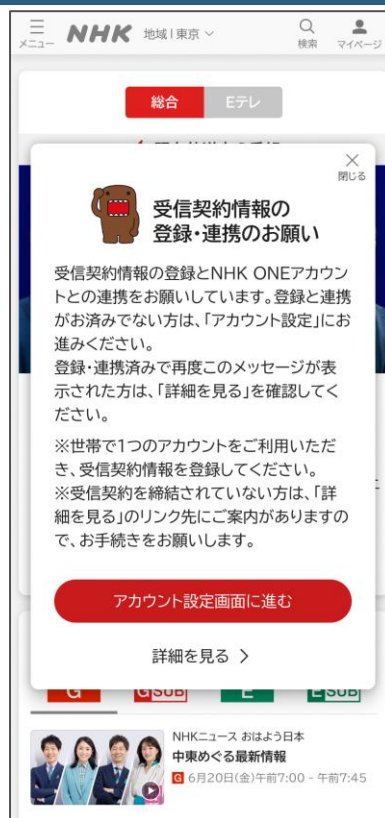 メニュー
NHK
地域 | 東京
検索
マイページ
総合
Eテレ
閉じる
受信契約情報の
登録・連携のお願い
受信契約情報の登録とNHK ONEアカウン
トとの連携をお願いしています。登録と連携
がお済みでない方は、「アカウント設定」にお
進みください。
登録・連携済みで再度このメッセージが表
示された方は、「詳細を見る」を確認してく
ださい。
※世帯で1つのアカウントをご利用いただ
き、受信契約情報を登録してください。
※受信契約を締結されていない方は、「詳
細を見る」のリンク先にご案内がありますの
で、お手続きをお願いします。
アカウント設定画面に進む
詳細を見る
G
G SUB
E
E SUB
NHKニュース おはよう日本
中東めぐる最新情報
G 6月20日(金)午前7:00 - 午前7:45